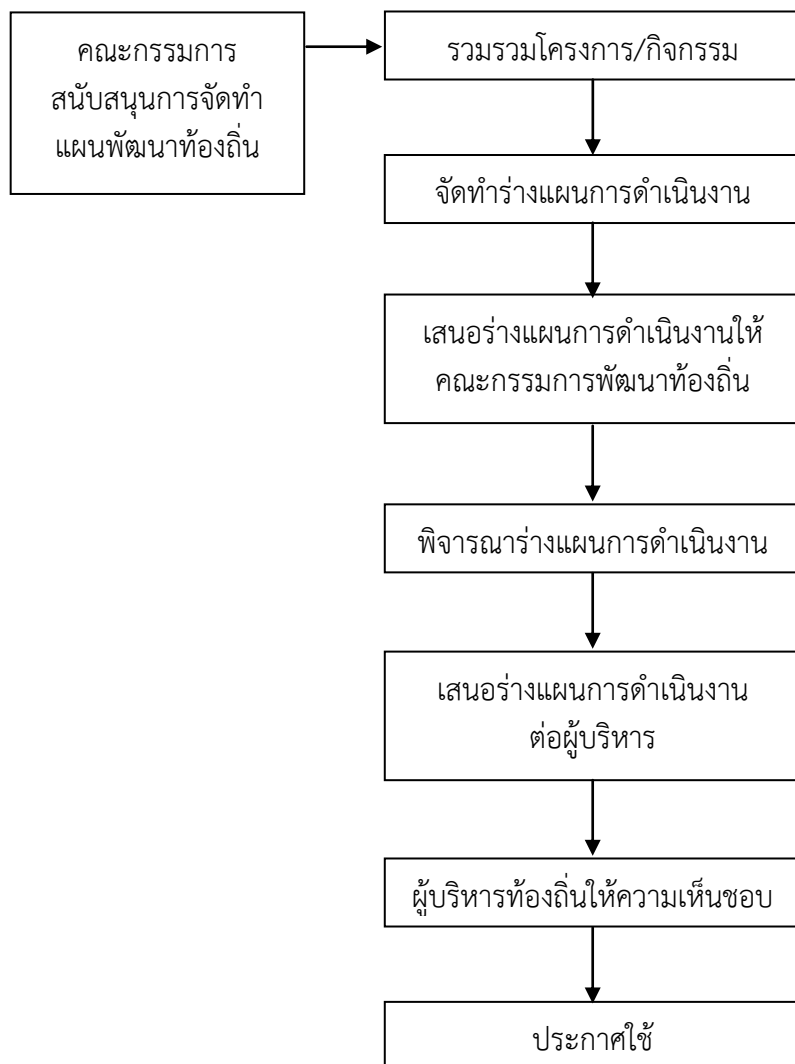 คณะกรรมการ
สนับสนุนการจัดทำ
แผนพัฒนาท้องถิ่น
รวมรวมโครงการ/กิจกรรม
จัดทำร่างแผนการดำเนินงาน
เสนอร่างแผนการดำเนินงานให้
คณะกรรมการพัฒนาท้องถิ่น
พิจารณาร่างแผนการดำเนินงาน
เสนอร่างแผนการดำเนินงาน
ต่อผู้บริหาร
ผู้บริหารท้องถิ่นให้ความเห็นชอบ
ประกาศใช้